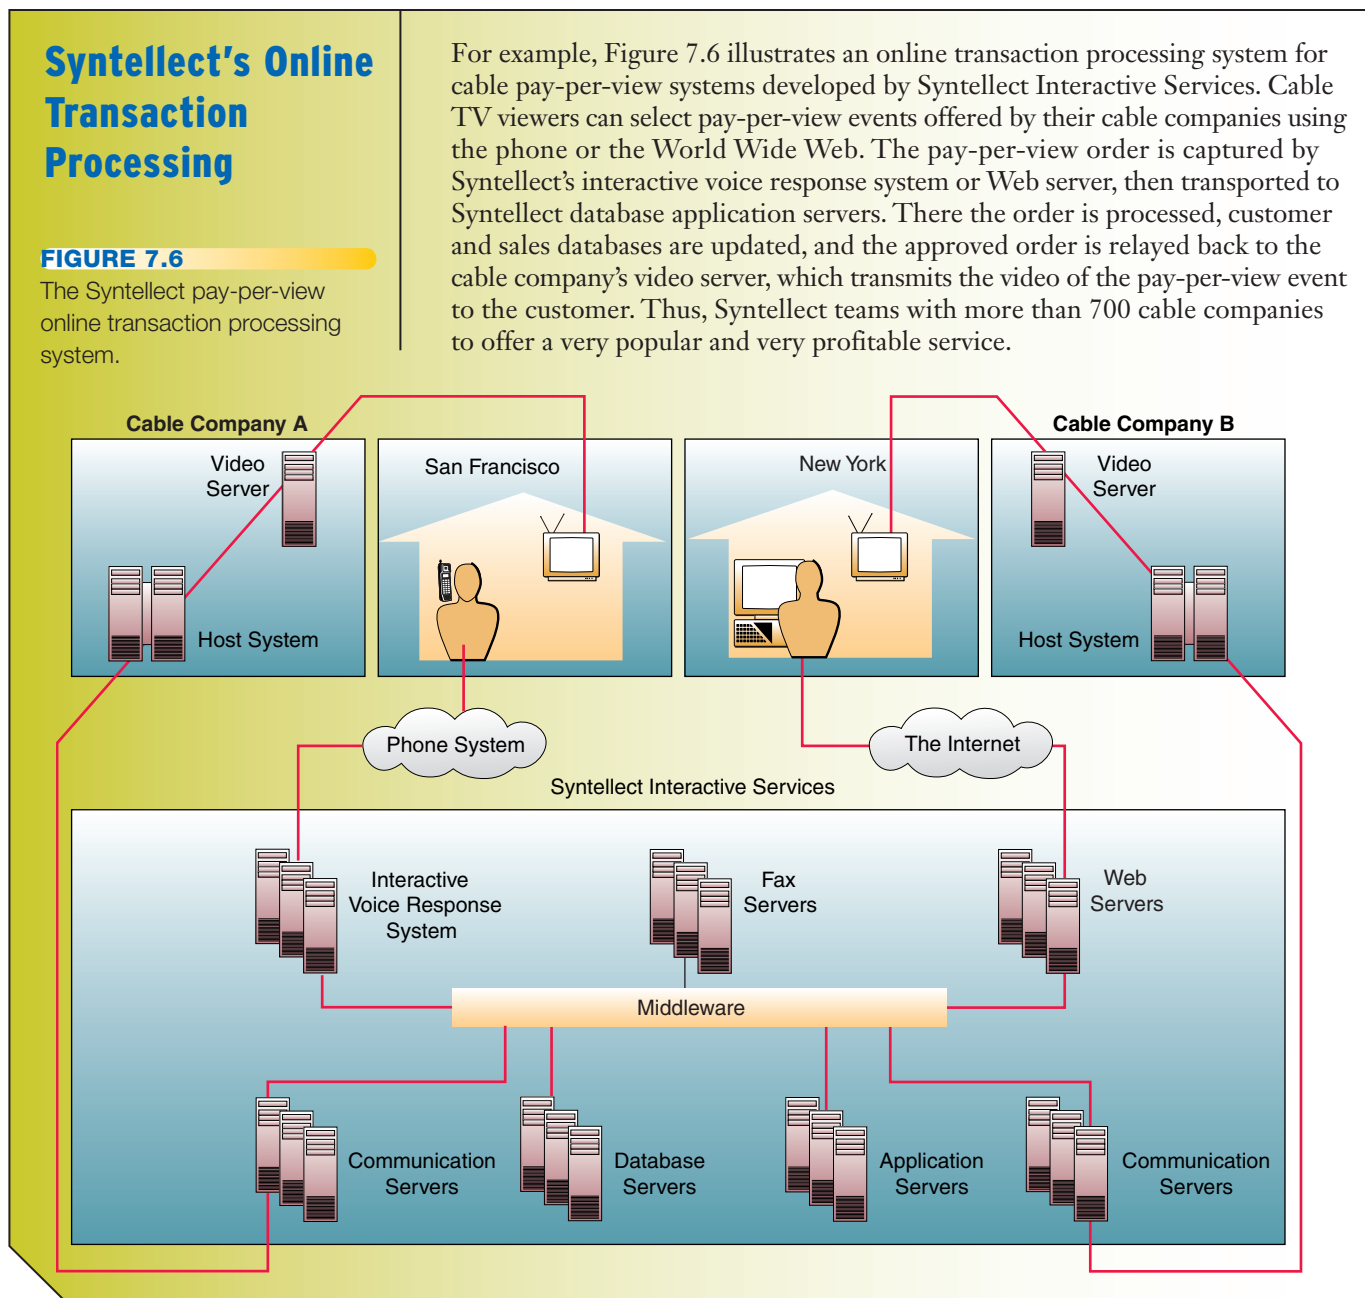 Syntellect's Online
Transaction
Processing
FIGURE 7.6
The Syntellect pay-per-view
online transaction processing
system.
For example, Figure 7.6 illustrates an online transaction processing system for
cable pay-per-view systems developed by Syntellect Interactive Services. Cable
TV viewers can select pay-per-view events offered by their cable companies using
the phone or the World Wide Web. The pay-per-view order is captured by
Syntellect's interactive voice response system or Web server, then transported to
Syntellect database application servers. There the order is processed, customer
and sales databases are updated, and the approved order is relayed back to the
cable company's video server, which transmits the video of the pay-per-view event
to the customer. Thus, Syntellect teams with more than 700 cable companies
to offer a very popular and very profitable service.
Cable Company A
Video
Server
Host System
San Francisco
New York
Cable Company B
Video
Server
Host System
Phone System
The Internet
Syntellect Interactive Services
Interactive
Voice Response
System
Fax
Servers
Web
Servers
Middleware
Communication
Servers
Database
Servers
Application
Servers
Communication
Servers